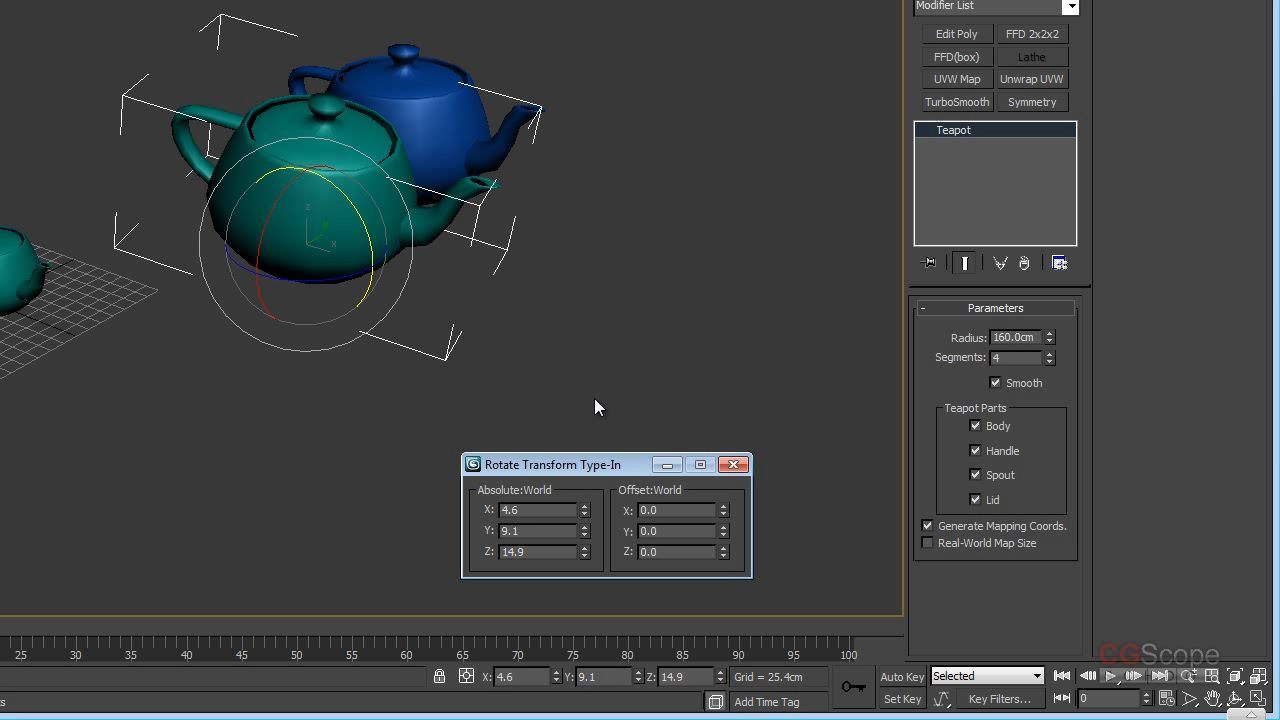 Modifier List
Edit Poly FFD 2x2x2
FFD(box) Lathe
UVW Map Unwrap UVW
TurboSmooth Symmetry
Teapot
z
y
x
- Parameters
Radius: 160.0cm
Segments: 4
Smooth
Teapot Parts
Body
Handle
Spout
Lid
Generate Mapping Coords.
Real-World Map Size
Rotate Transform Type-In
Absolute:World Offset:World
X: 4.6 X: 0.0
Y: 9.1 Y: 0.0
Z: 14.9 Z: 0.0
25 30 35 40 45 50 55 60 65 70 75 80 85 90 95 100
CGScope
X: 4.6 Y: 9.1 Z: 14.9 Grid = 25.4cm Auto Key Selected
s Add Time Tag Set Key Key Filters... 0